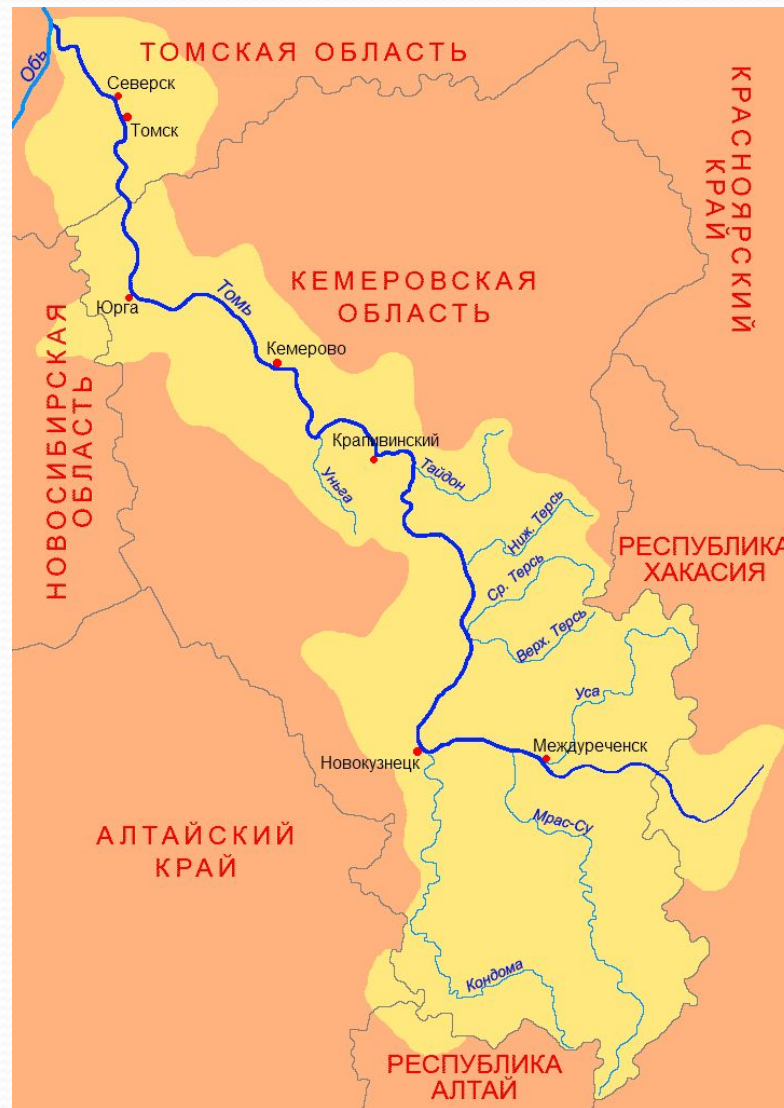 ТОМСКАЯ ОБЛАСТЬ
Обь
Северск
Томск
КРАСНОЯРСКИЙ
КРАЙ
КЕМЕРОВСКАЯ
ОБЛАСТЬ
Томь
Юрга
НОВОСИБИРСКАЯ
ОБЛАСТЬ
Кемерово
Крапивинский
Тайдон
Уньга
Ниж. Терсь
РЕСПУБЛИКА
ХАКАСИЯ
Ср. Терсь
Верх. Терсь
Уса
Новокузнецк
Междуреченск
Мрас-Су
АЛТАЙСКИЙ
КРАЙ
Кондома
РЕСПУБЛИКА
АЛТАЙ